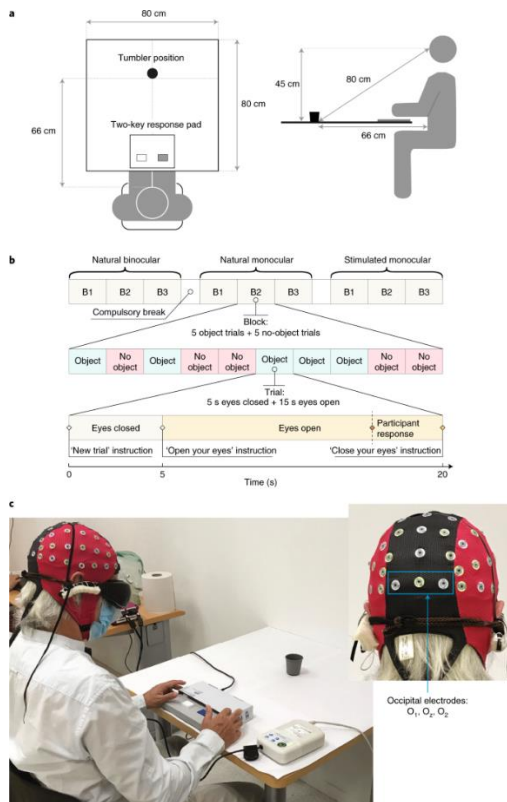 a
80 cm
Tumbler position
80 cm
66 cm
Two-key response pad
45 cm
80 cm
66 cm
b
Natural binocular
Natural monocular
Stimulated monocular
B1 B2 B3 B1 B2 B3 B1 B2 B3
Compulsory break
Block:
5 object trials + 5 no-object trials
Object No object Object No object No object Object Object Object No object No object
Trial:
5 s eyes closed + 15 s eyes open
Eyes closed
Eyes open
Participant response
'New trial' instruction
'Open your eyes' instruction
'Close your eyes' instruction
0 5 20
Time (s)
c
Occipital electrodes:
O₁, O₂, O₂